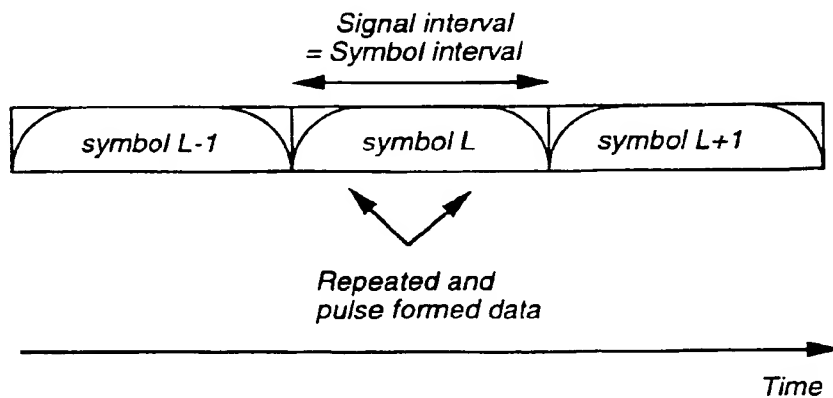 Signal interval
= Symbol interval
symbol L-1
symbol L
symbol L+1
Repeated and
pulse formed data
Time